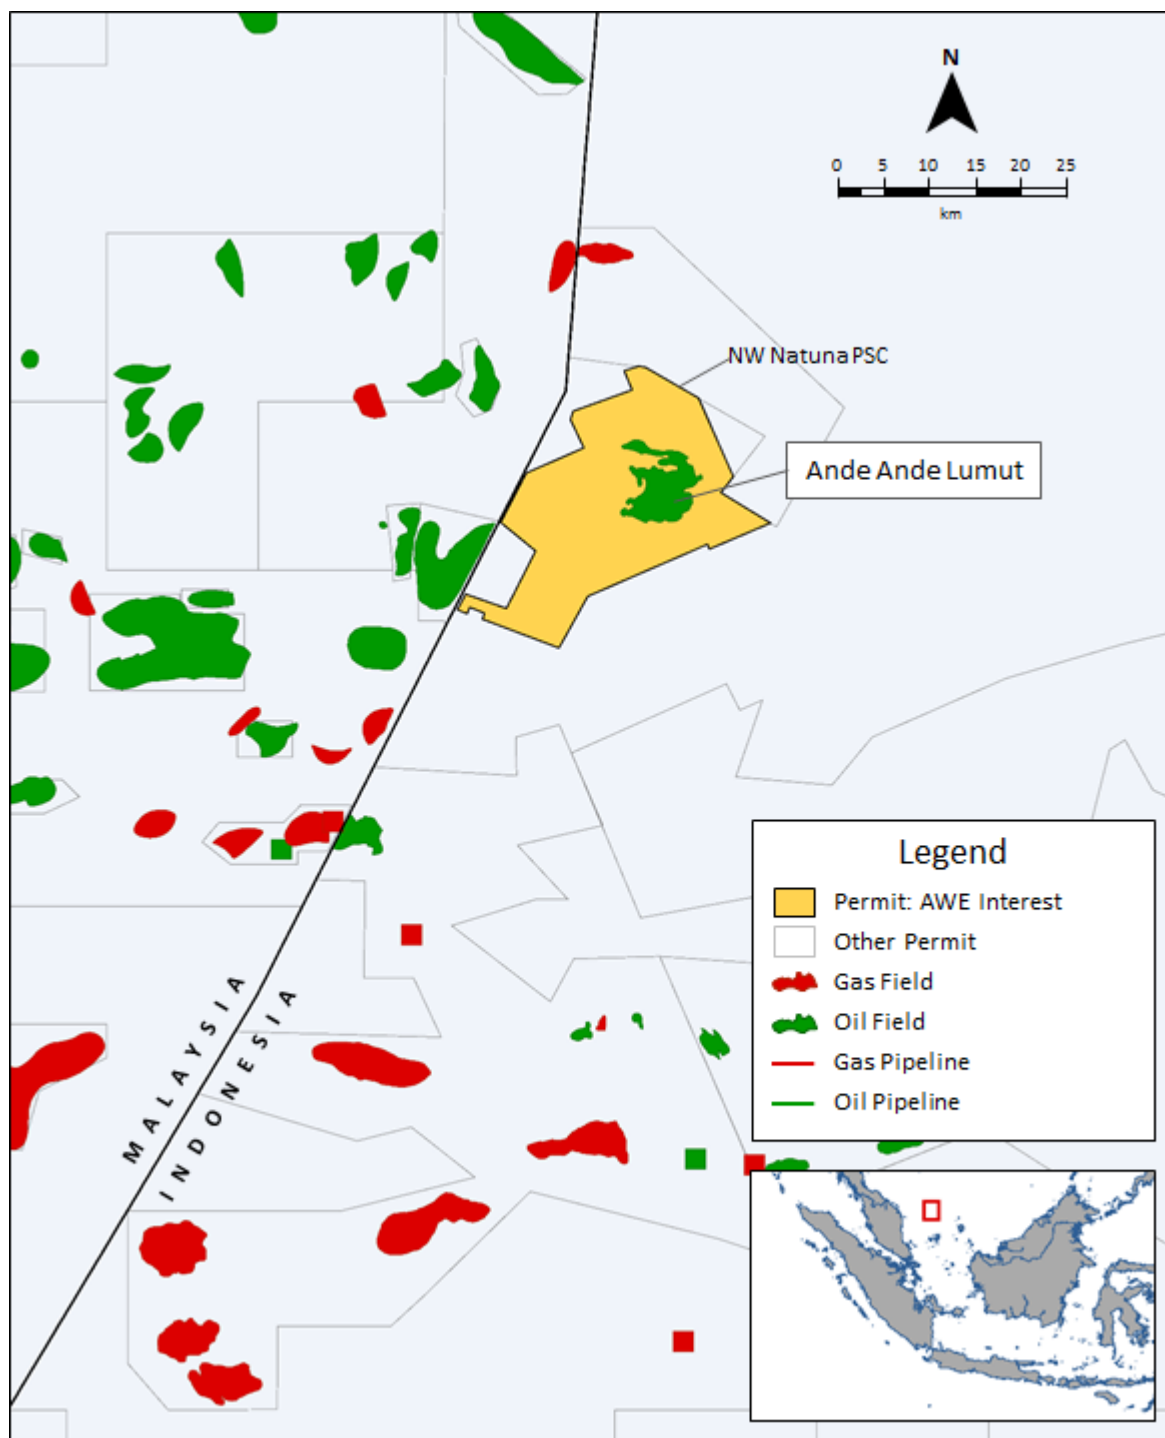 N
0 5 10 15 20 25
km
NW Natuna PSC
Ande Ande Lumut
Legend
Permit: AWE Interest
Other Permit
Gas Field
Oil Field
Gas Pipeline
Oil Pipeline
MALAYSIA
INDONESIA